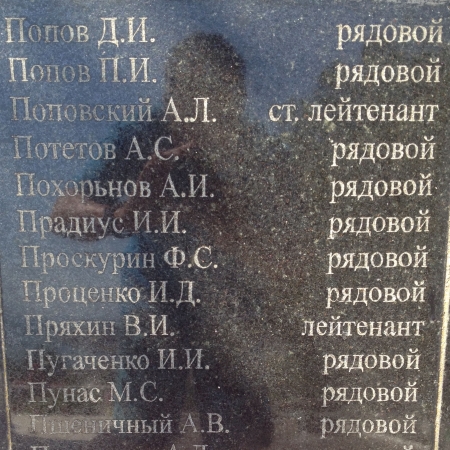 Попов Д.И. рядовой
Попов П.И. рядовой
Поповский А.Л. ст. лейтенант
Потетов А.С. рядовой
Похорьнов А.И. рядовой
Прадиус И.И. рядовой
Проскурин Ф.С. рядовой
Проценко И.Д. рядовой
Пряхин В.И. лейтенант
Пугаченко И.И. рядовой
Пунас М.С. рядовой
Пшеничный А.В. рядовой